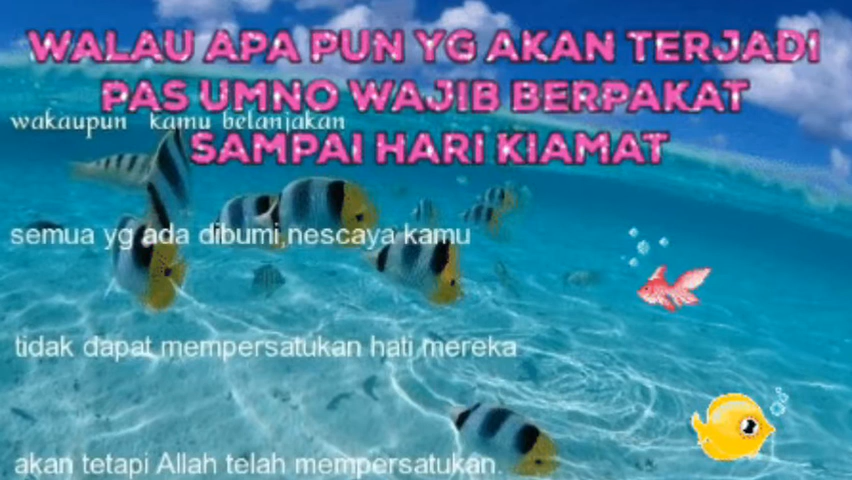 WALAU APA PUN YG AKAN TERJADI
PAS UMNO WAJIB BERPAKAT
wakaupun kamu belanjakan
SAMPAI HARI KIAMAT
semua yg ada dibumi,nescaya kamu
tidak dapat mempersatukan hati mereka
akan tetapi Allah telah mempersatukan.